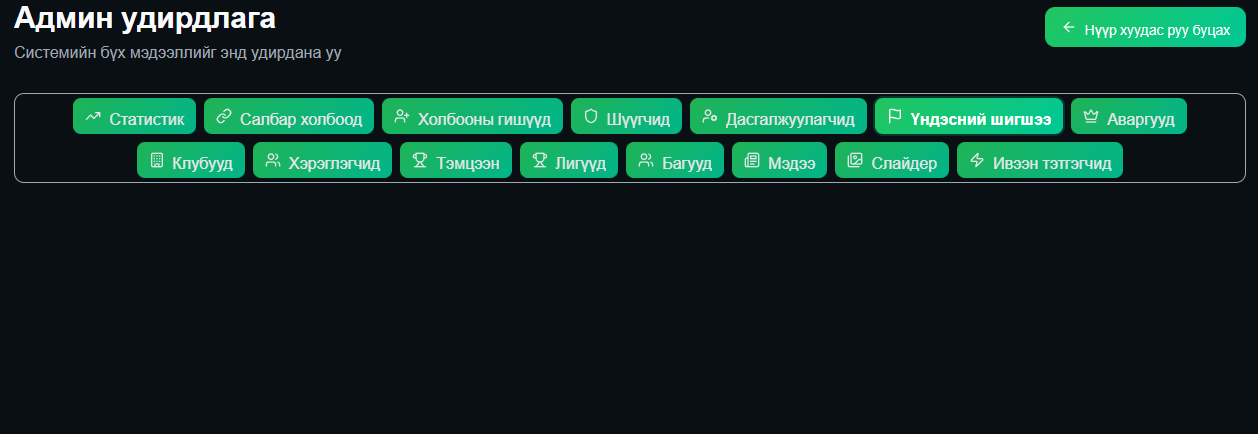 Админ удирдлага
Нүүр хуудас руу буцах
Системийн бүх мэдээллийг энд удирдана уу
Статистик Салбар холбоод Холбооны гишүүд Шүүгчид Дасгалжуулагчид Үндэсний шигшээ Аваргууд
Клубууд Хэрэглэгчид Тэмцээн Лигүүд Багууд Мэдээ Слайдер Ивээн тэтгэгчид